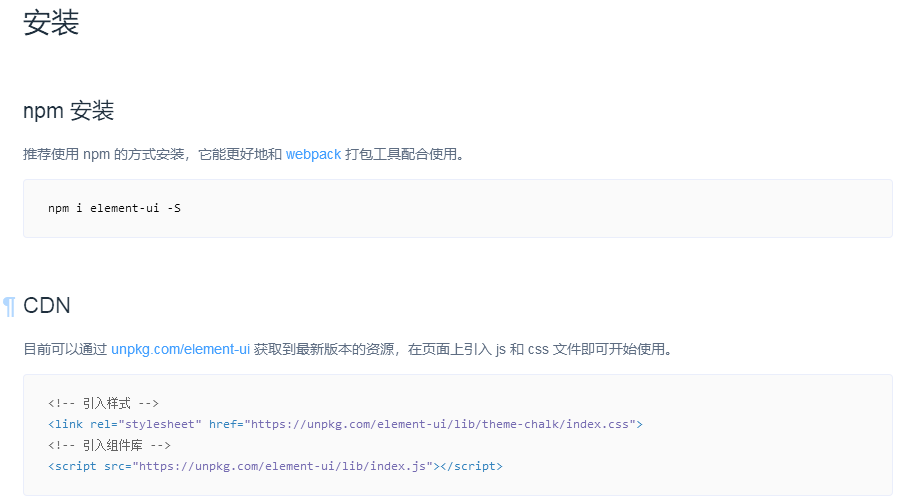 安装
npm 安装
推荐使用 npm 的方式安装，它能更好地和 webpack 打包工具配合使用。
npm i element-ui -S
¶ CDN
目前可以通过 unpkg.com/element-ui 获取到最新版本的资源，在页面上引入 js 和 css 文件即可开始使用。
<!-- 引入样式 -->
<link rel="stylesheet" href="https://unpkg.com/element-ui/lib/theme-chalk/index.css">
<!-- 引入组件库 -->
<script src="https://unpkg.com/element-ui/lib/index.js"></script>